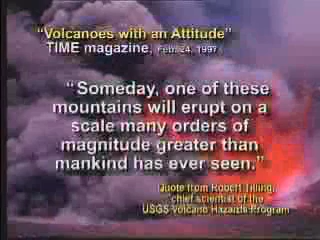 “Volcanoes with an Attitude”
TIME magazine, Feb. 24, 1997
“Someday, one of these
mountains will erupt on a
scale many orders of
magnitude greater than
mankind has ever seen.”
Quote from Robert Tilling,
chief scientist of the
USGS Volcano Hazards Program